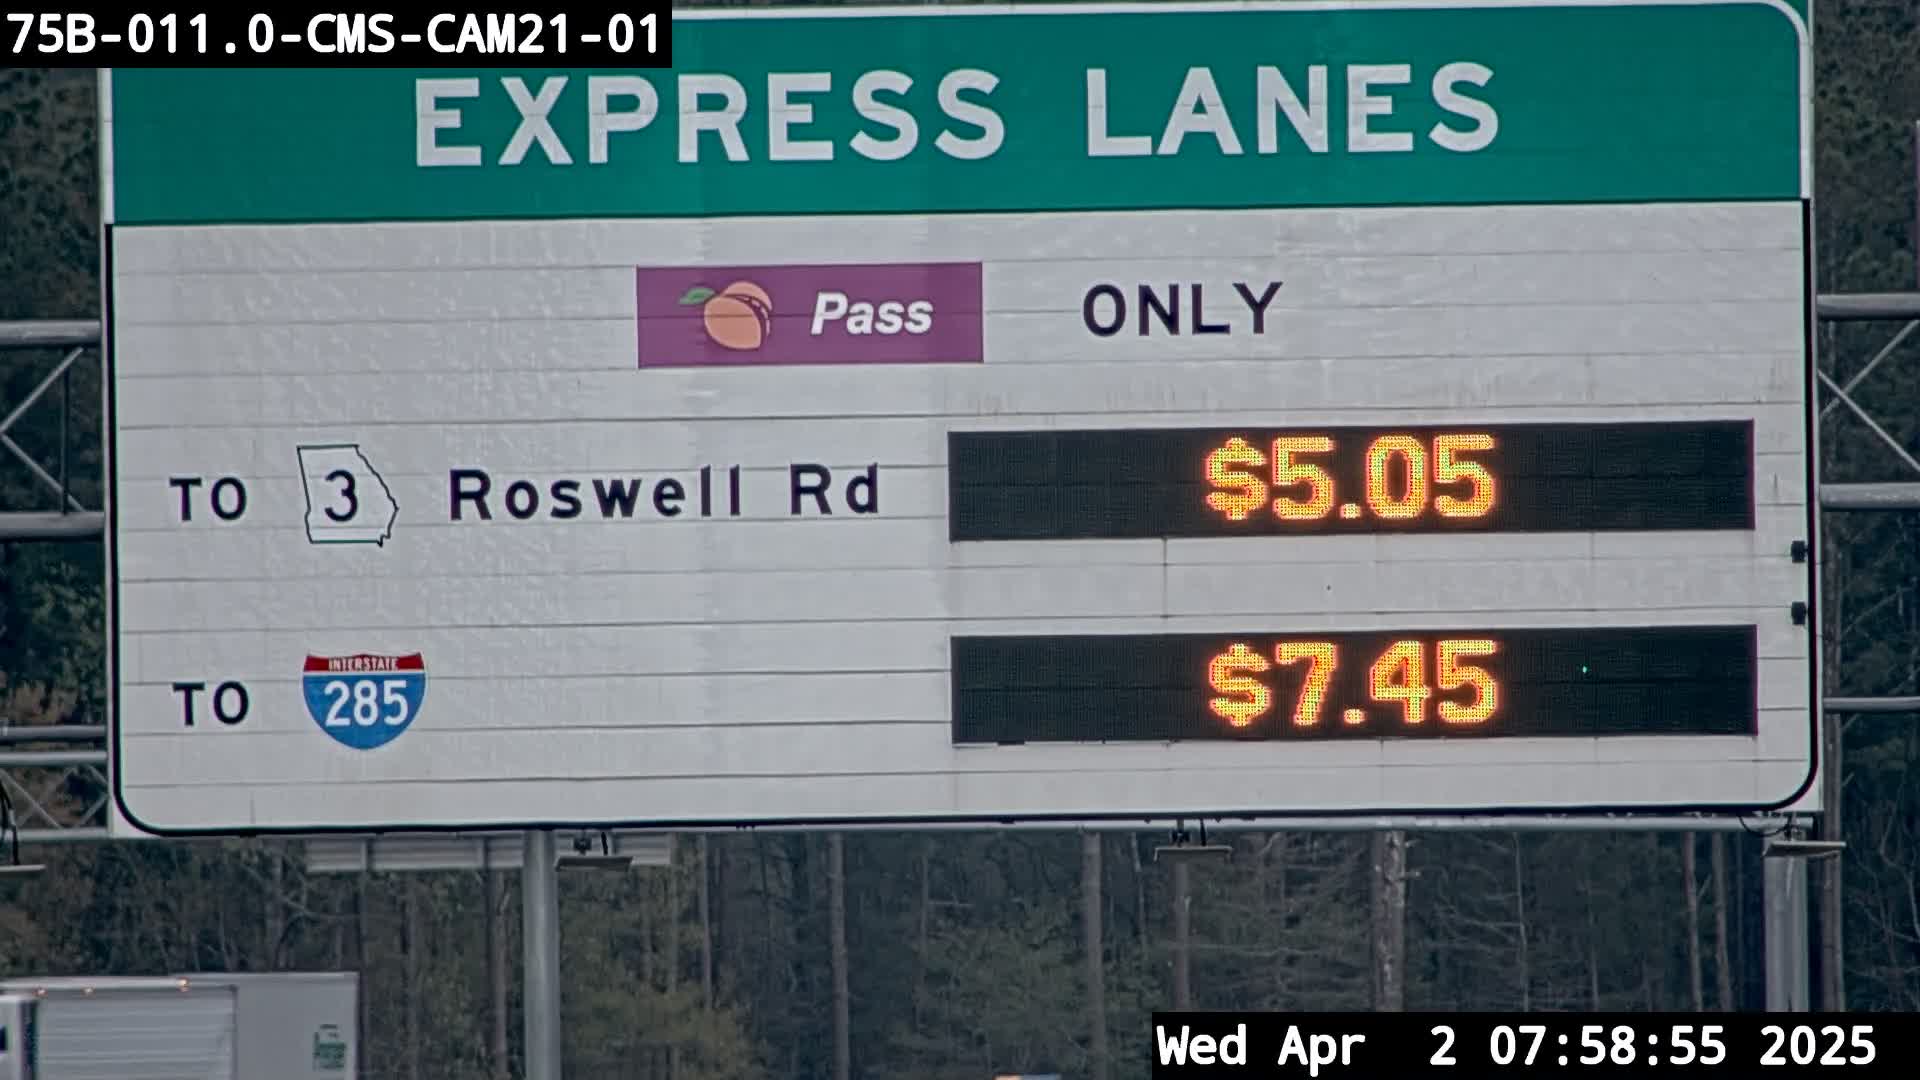 75B-011.0-CMS-CAM21-01
EXPRESS LANES
Pass ONLY
TO 3 Roswell Rd $5.05
INTERSTATE
TO 285 $7.45
Wed Apr 2 07:58:55 2025